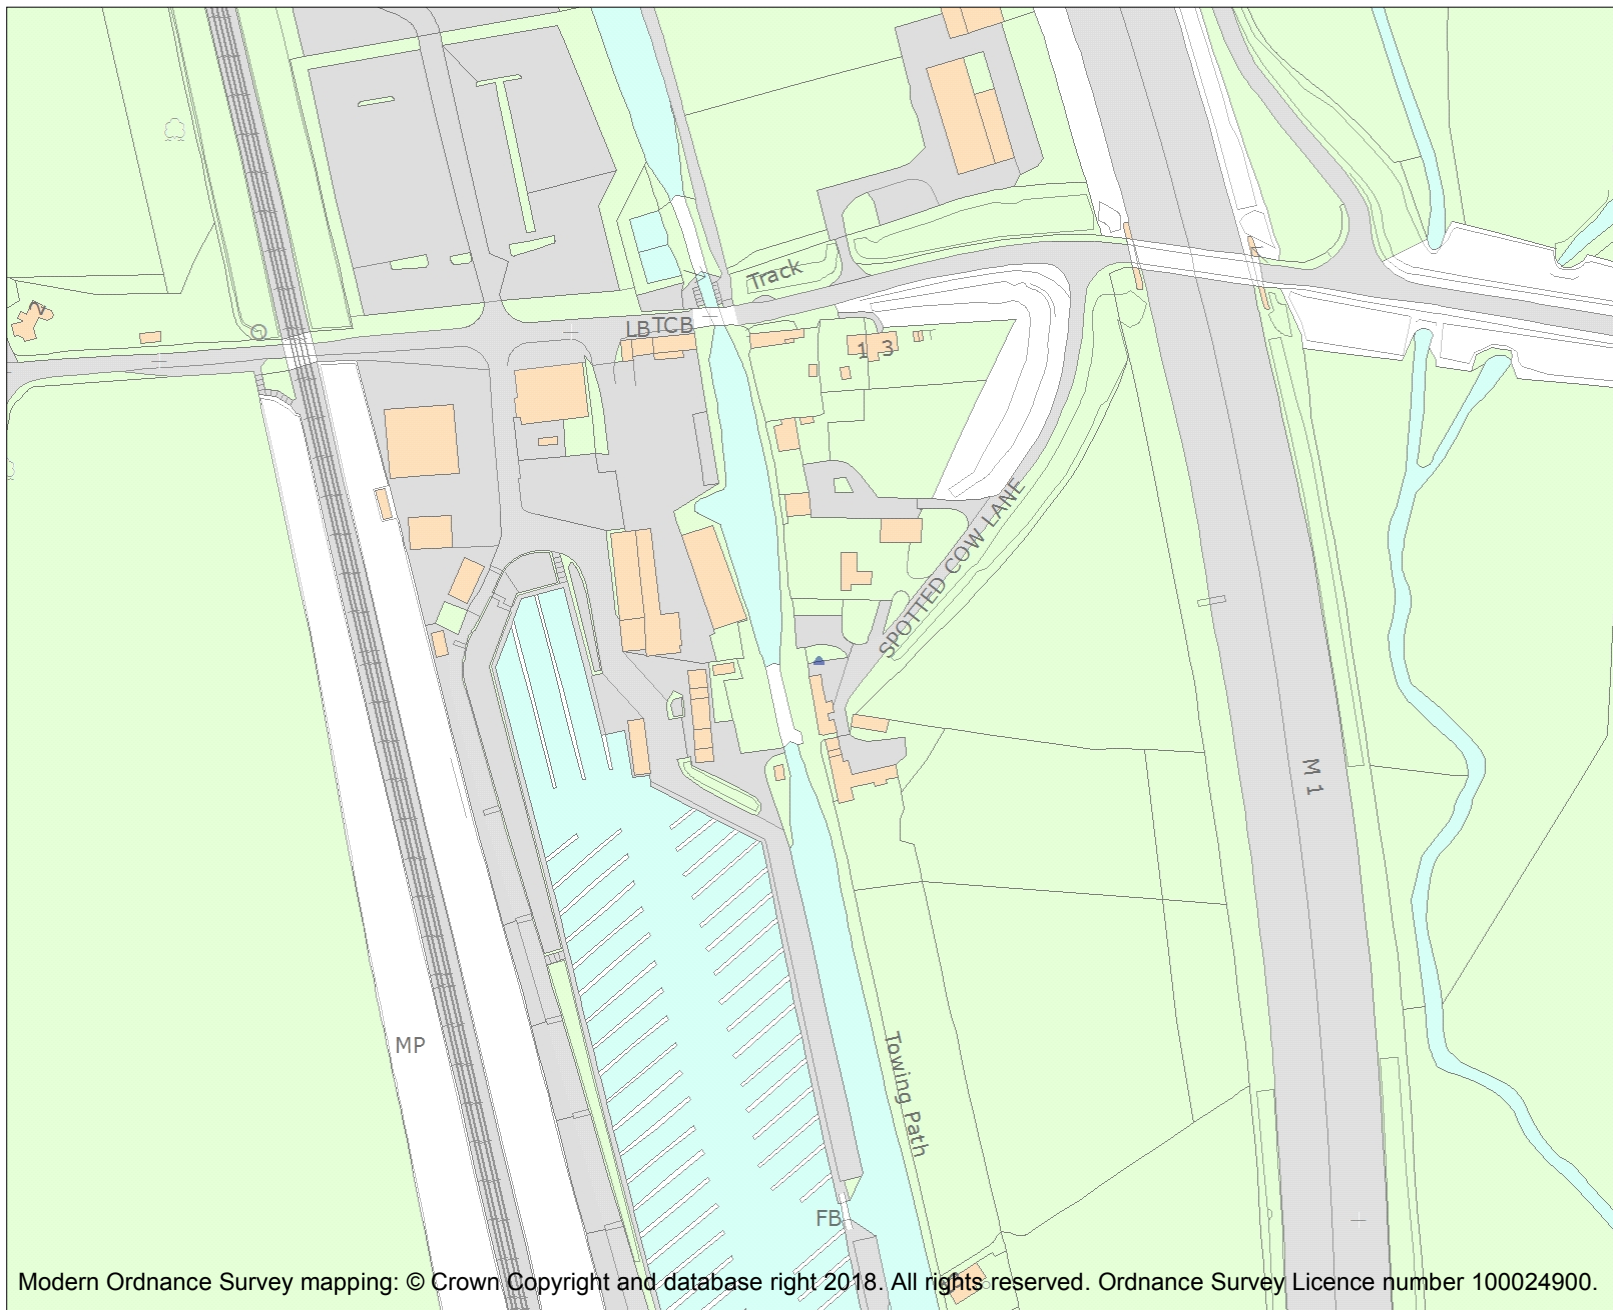 2
Track
LB
TCB
1
3
SPOTTED COW LANE
M 1
MP
Towing Path
FB
Modern Ordnance Survey mapping: © Crown Copyright and database right 2018. All rights reserved. Ordnance Survey Licence number 100024900.